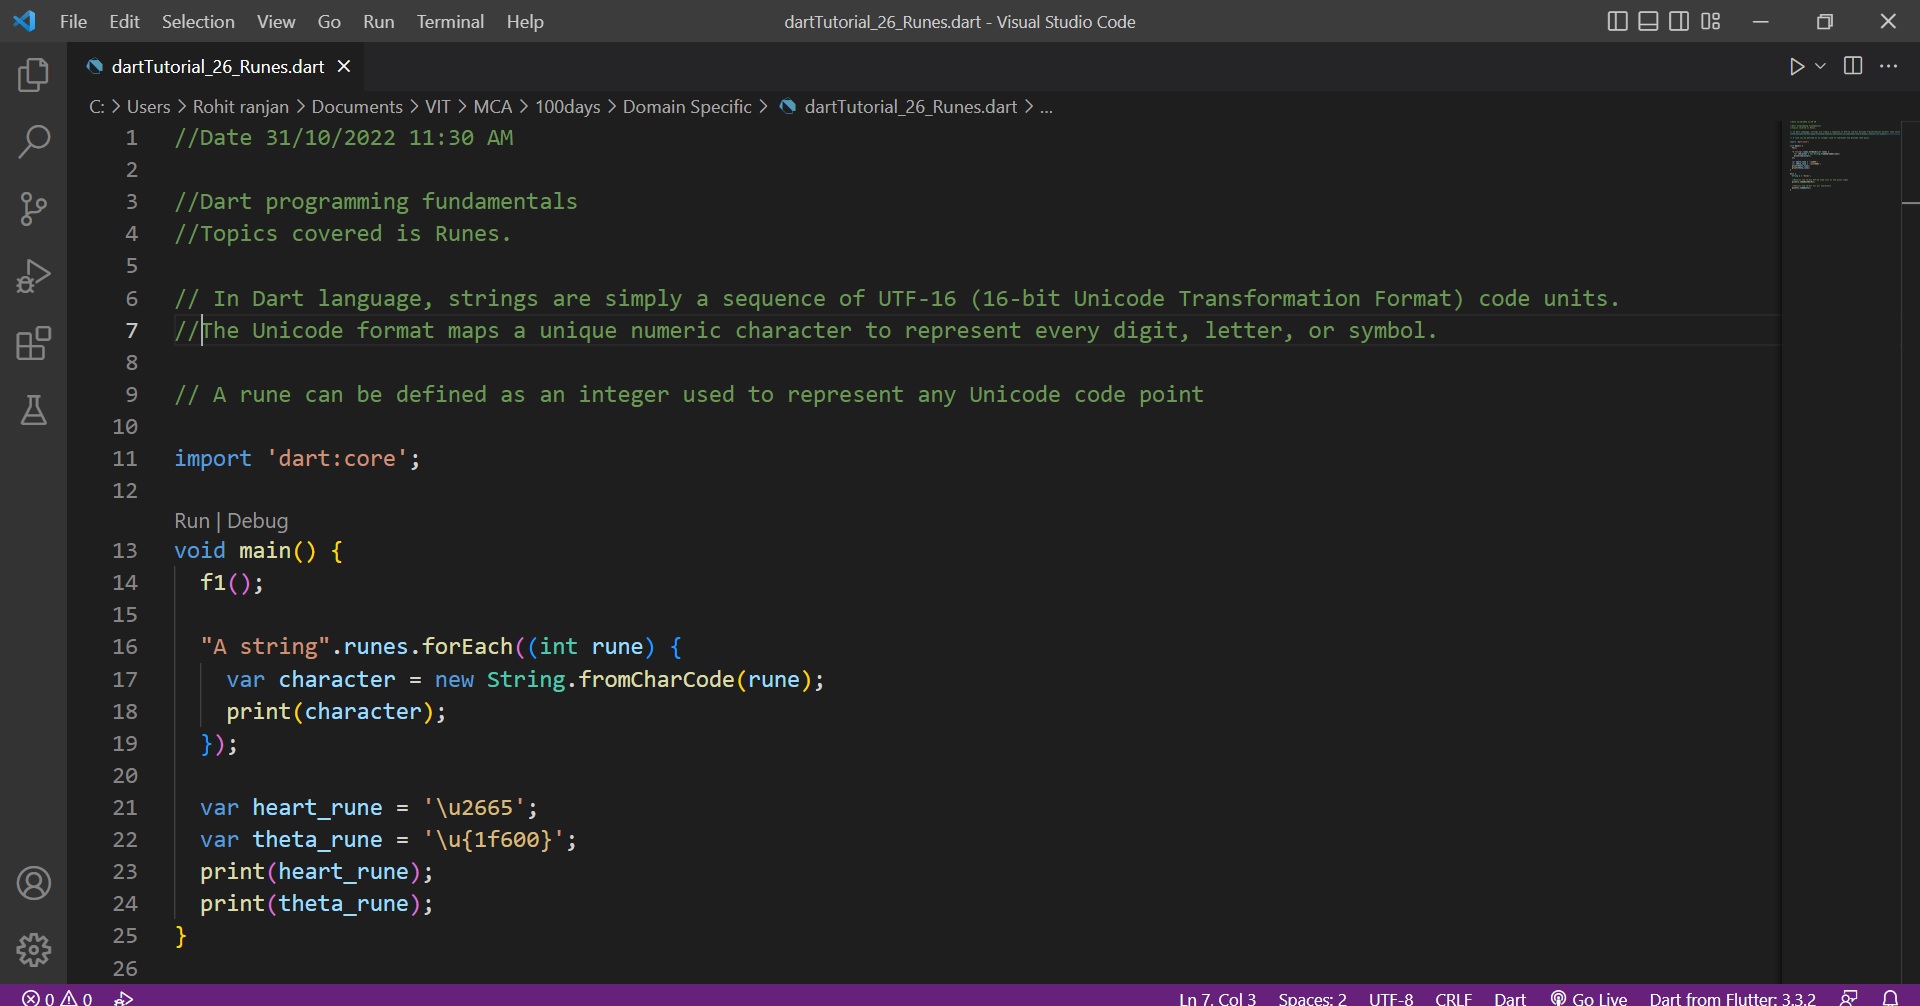 File Edit Selection View Go Run Terminal Help dartTutorial_26_Runes.dart - Visual Studio Code
dartTutorial_26_Runes.dart
C: > Users > Rohit ranjan > Documents > VIT > MCA > 100days > Domain Specific > dartTutorial_26_Runes.dart > ...
1 //Date 31/10/2022 11:30 AM
2
3 //Dart programming fundamentals
4 //Topics covered is Runes.
5
6 // In Dart language, strings are simply a sequence of UTF-16 (16-bit Unicode Transformation Format) code units.
7 //The Unicode format maps a unique numeric character to represent every digit, letter, or symbol.
8
9 // A rune can be defined as an integer used to represent any Unicode code point
10
11 import 'dart:core';
12
Run | Debug
13 void main() {
14   f1();
15
16   "A string".runes.forEach((int rune) {
17     var character = new String.fromCharCode(rune);
18     print(character);
19   });
20
21   var heart_rune = '\u2665';
22   var theta_rune = '\u{1f600}';
23   print(heart_rune);
24   print(theta_rune);
25 }
26
0 0 Ln 7, Col 3 Spaces: 2 UTF-8 CRLF Dart Go Live Dart from Flutter: 3.3.2